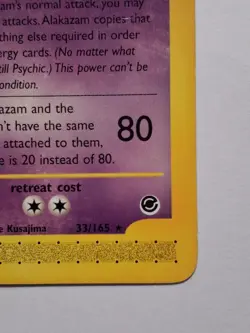 am's normal attack, you may
attacks. Alakazam copies
thing else required in order
ergy cards. (No matter what
till Psychic.) This power can't be
ondition.
azam and the
n't have the same
attached to them,
e is 20 instead of 80.
80
retreat cost
e Kusajima 33/165 ★